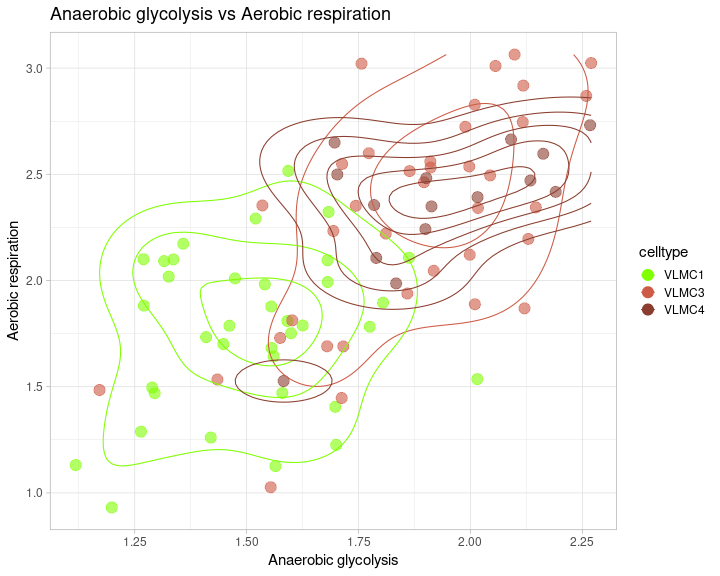 Anaerobic glycolysis vs Aerobic respiration
3.0
2.5
2.0
1.5
1.0
Aerobic respiration
1.25
1.50
1.75
2.00
2.25
Anaerobic glycolysis
celltype
VLMC1
VLMC3
VLMC4